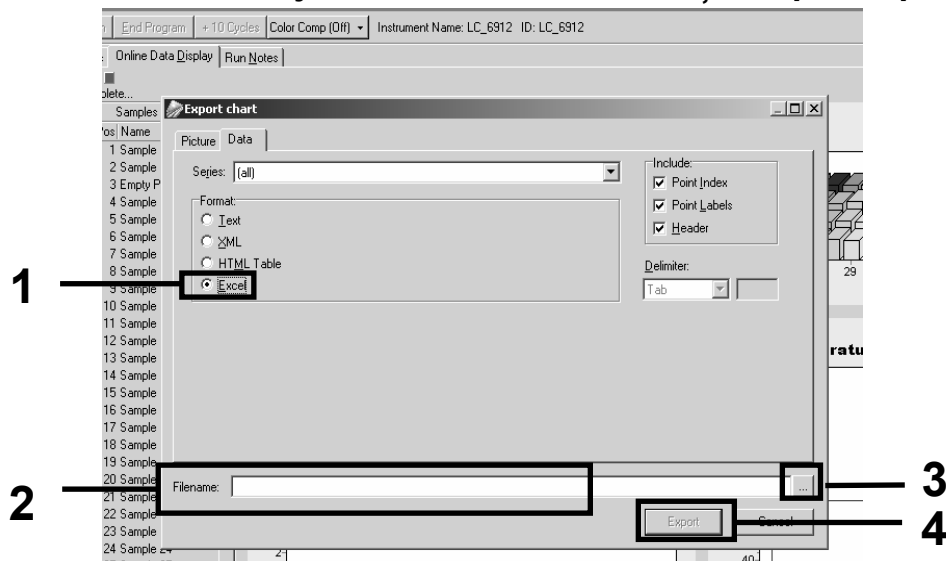 End Program + 10 Cycles Color Comp (Off) Instrument Name: LC_6912 ID: LC_6912
Online Data Display Run Notes
Samples
Name
1 Sample
2 Sample
3 Empty P
4 Sample
5 Sample
6 Sample
7 Sample
8 Sample
9 Sample
10 Sample
11 Sample
12 Sample
13 Sample
14 Sample
15 Sample
16 Sample
17 Sample
18 Sample
19 Sample
20 Sample
21 Sample
22 Sample
23 Sample
24 Sample
Export chart
Picture Data
Series: (all)
Format:
Text
XML
HTML Table
Excel
Include:
Point Index
Point Labels
Header
Delimiter:
Tab
Filename:
...
Export Cancel
29
ratu
2-
40-
1
2
3
4